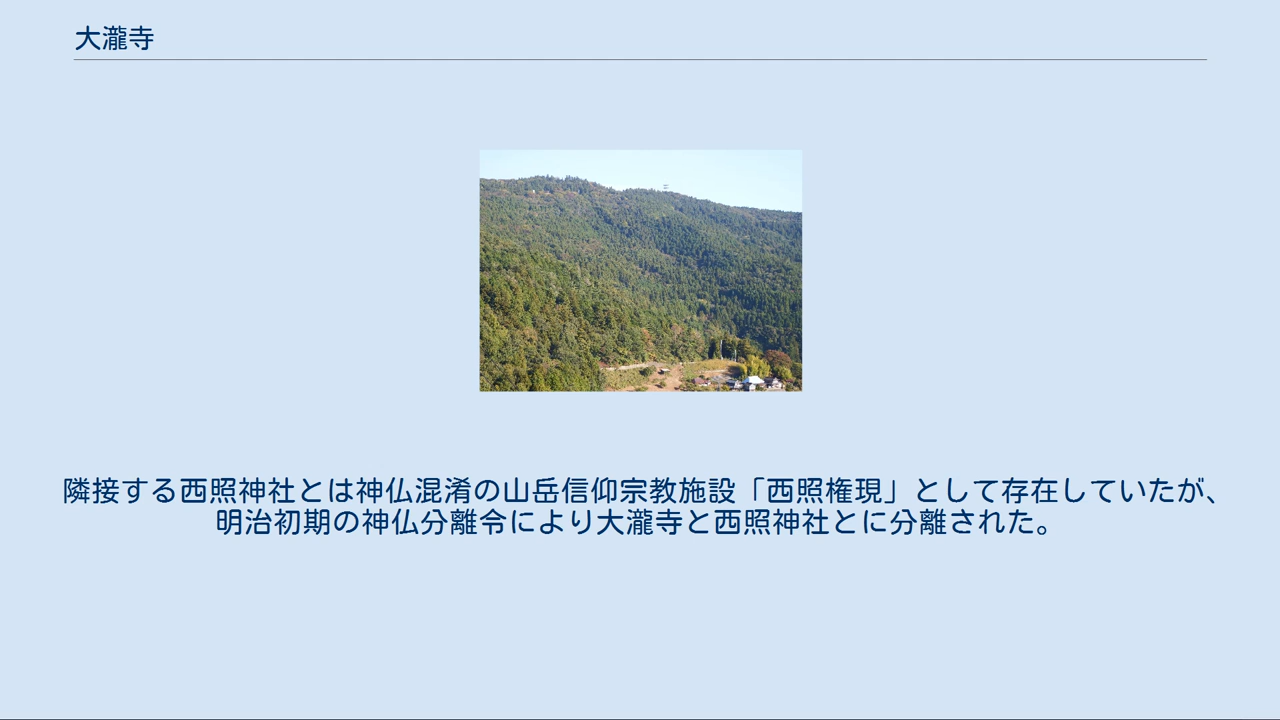 大瀧寺
隣接する西照神社とは神仏混淆の山岳信仰宗教施設「西照権現」として存在していたが、
明治初期の神仏分離令により大瀧寺と西照神社とに分離された。